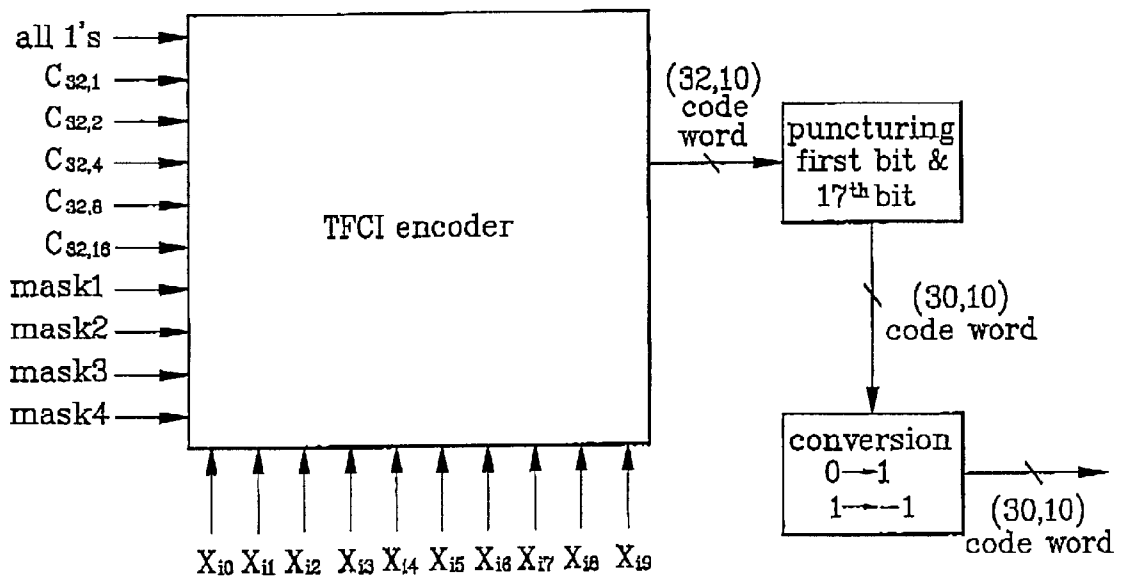 all 1's
C32,1
C32,2
C32,4
C32,8
C32,16
mask1
mask2
mask3
mask4
TFCI encoder
Xi0 Xi1 Xi2 Xi3 Xi4 Xi5 Xi6 Xi7 Xi8 Xi9
(32,10)
code
word
puncturing
first bit &
17th bit
(30,10)
code word
conversion
0→1
1→-1
(30,10)
code word